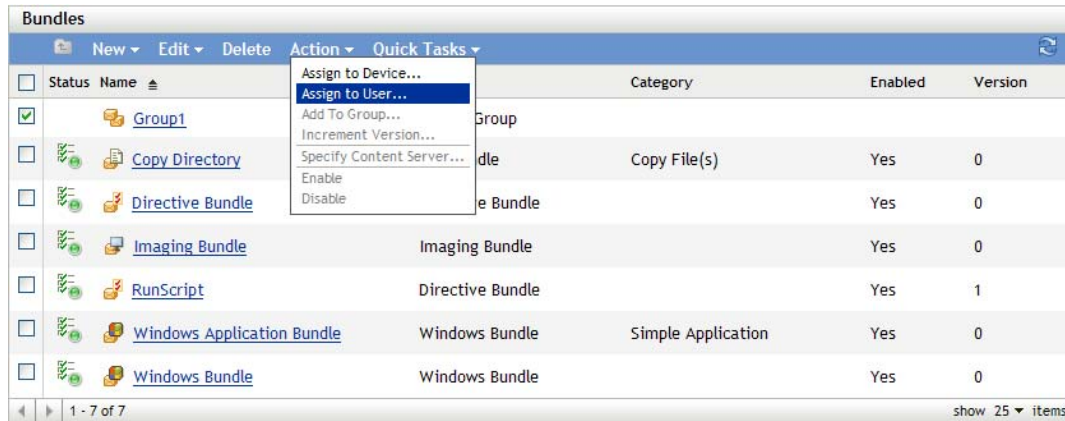 Bundles
New Edit Delete Action Quick Tasks
Status Name Category Enabled Version
Assign to Device...
Assign to User...
Add To Group...
Increment Version...
Specify Content Server...
Enable
Disable
Group1 Group
Copy Directory dle Copy File(s) Yes 0
Directive Bundle e Bundle Yes 0
Imaging Bundle Imaging Bundle Yes 0
RunScript Directive Bundle Yes 1
Windows Application Bundle Windows Bundle Simple Application Yes 0
Windows Bundle Windows Bundle Yes 0
1 - 7 of 7 show 25 items